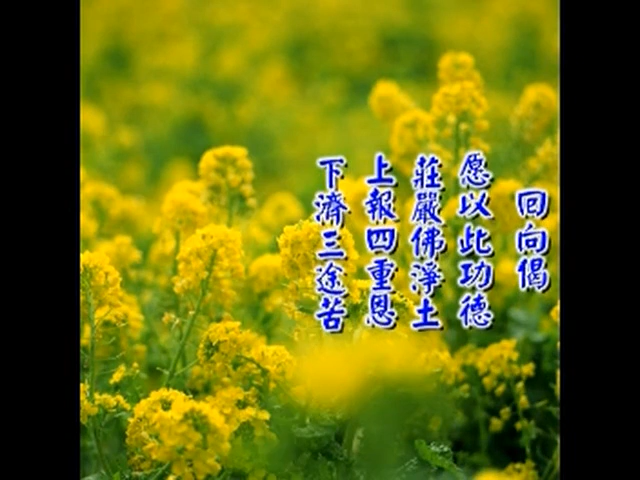 回向偈
愿以此功德
莊嚴佛淨土
上報四重恩
下濟三途苦